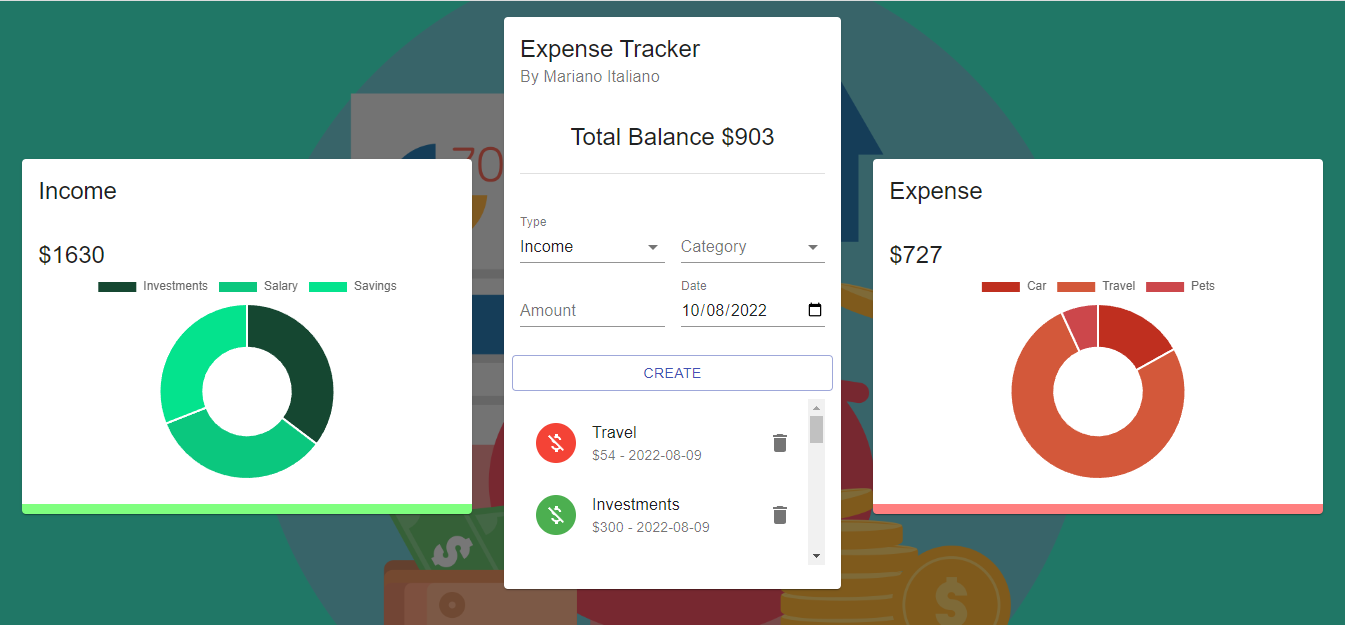 Expense Tracker
By Mariano Italiano
Total Balance $903
70
Income
$1630
Investments Salary Savings
Type
Income
Category
Amount
Date
10/08/2022
CREATE
Travel
$54 - 2022-08-09
Investments
$300 - 2022-08-09
Expense
$727
Car Travel Pets